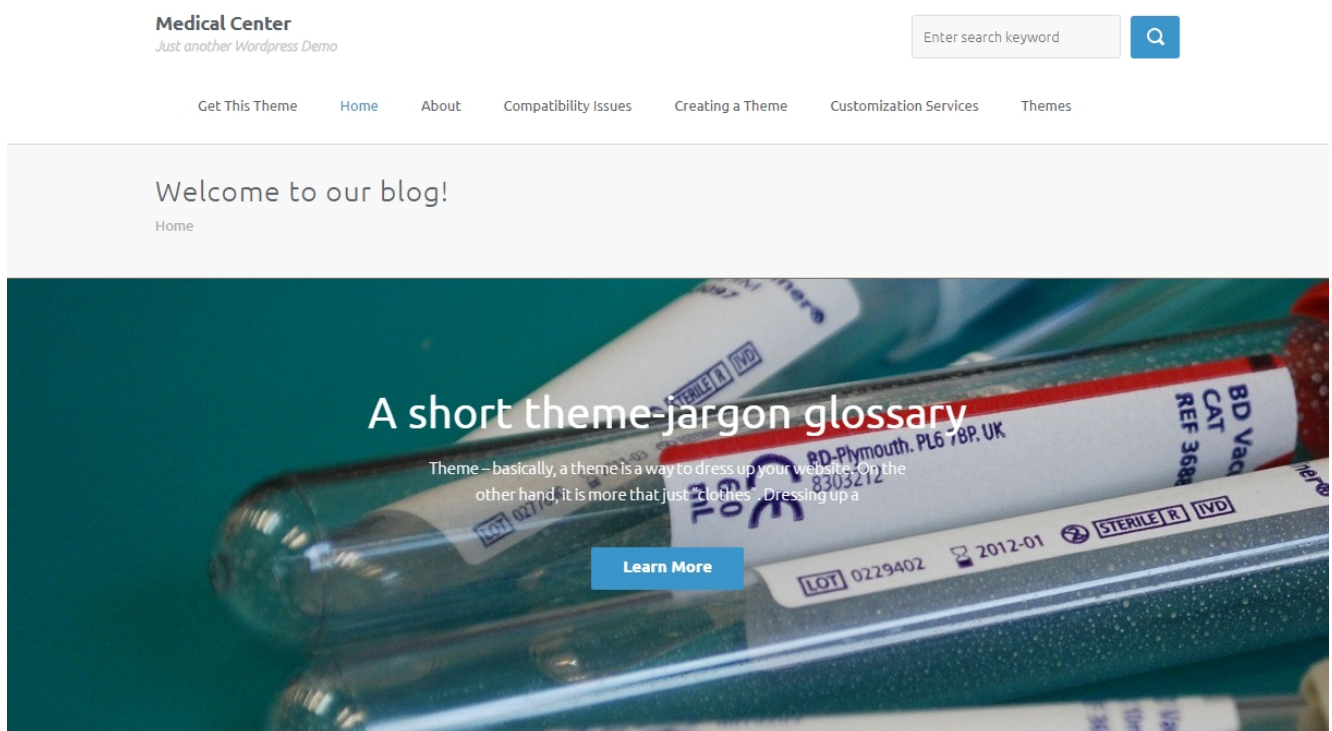 Medical Center
Just another Wordpress Demo
Enter search keyword
Get This Theme Home About Compatibility Issues Creating a Theme Customization Services Themes
Welcome to our blog!
Home
A short theme-jargon glossary
Theme – basically, a theme is a way to dress up your website. On the
other hand, it is more that just "clothes". Dressing up a
Learn More
STERILE R IVD
BD-Plymouth. PL6 7BP. UK
8303212
CAT
LOT 0229402 2012-01 2 STERILE R IVD